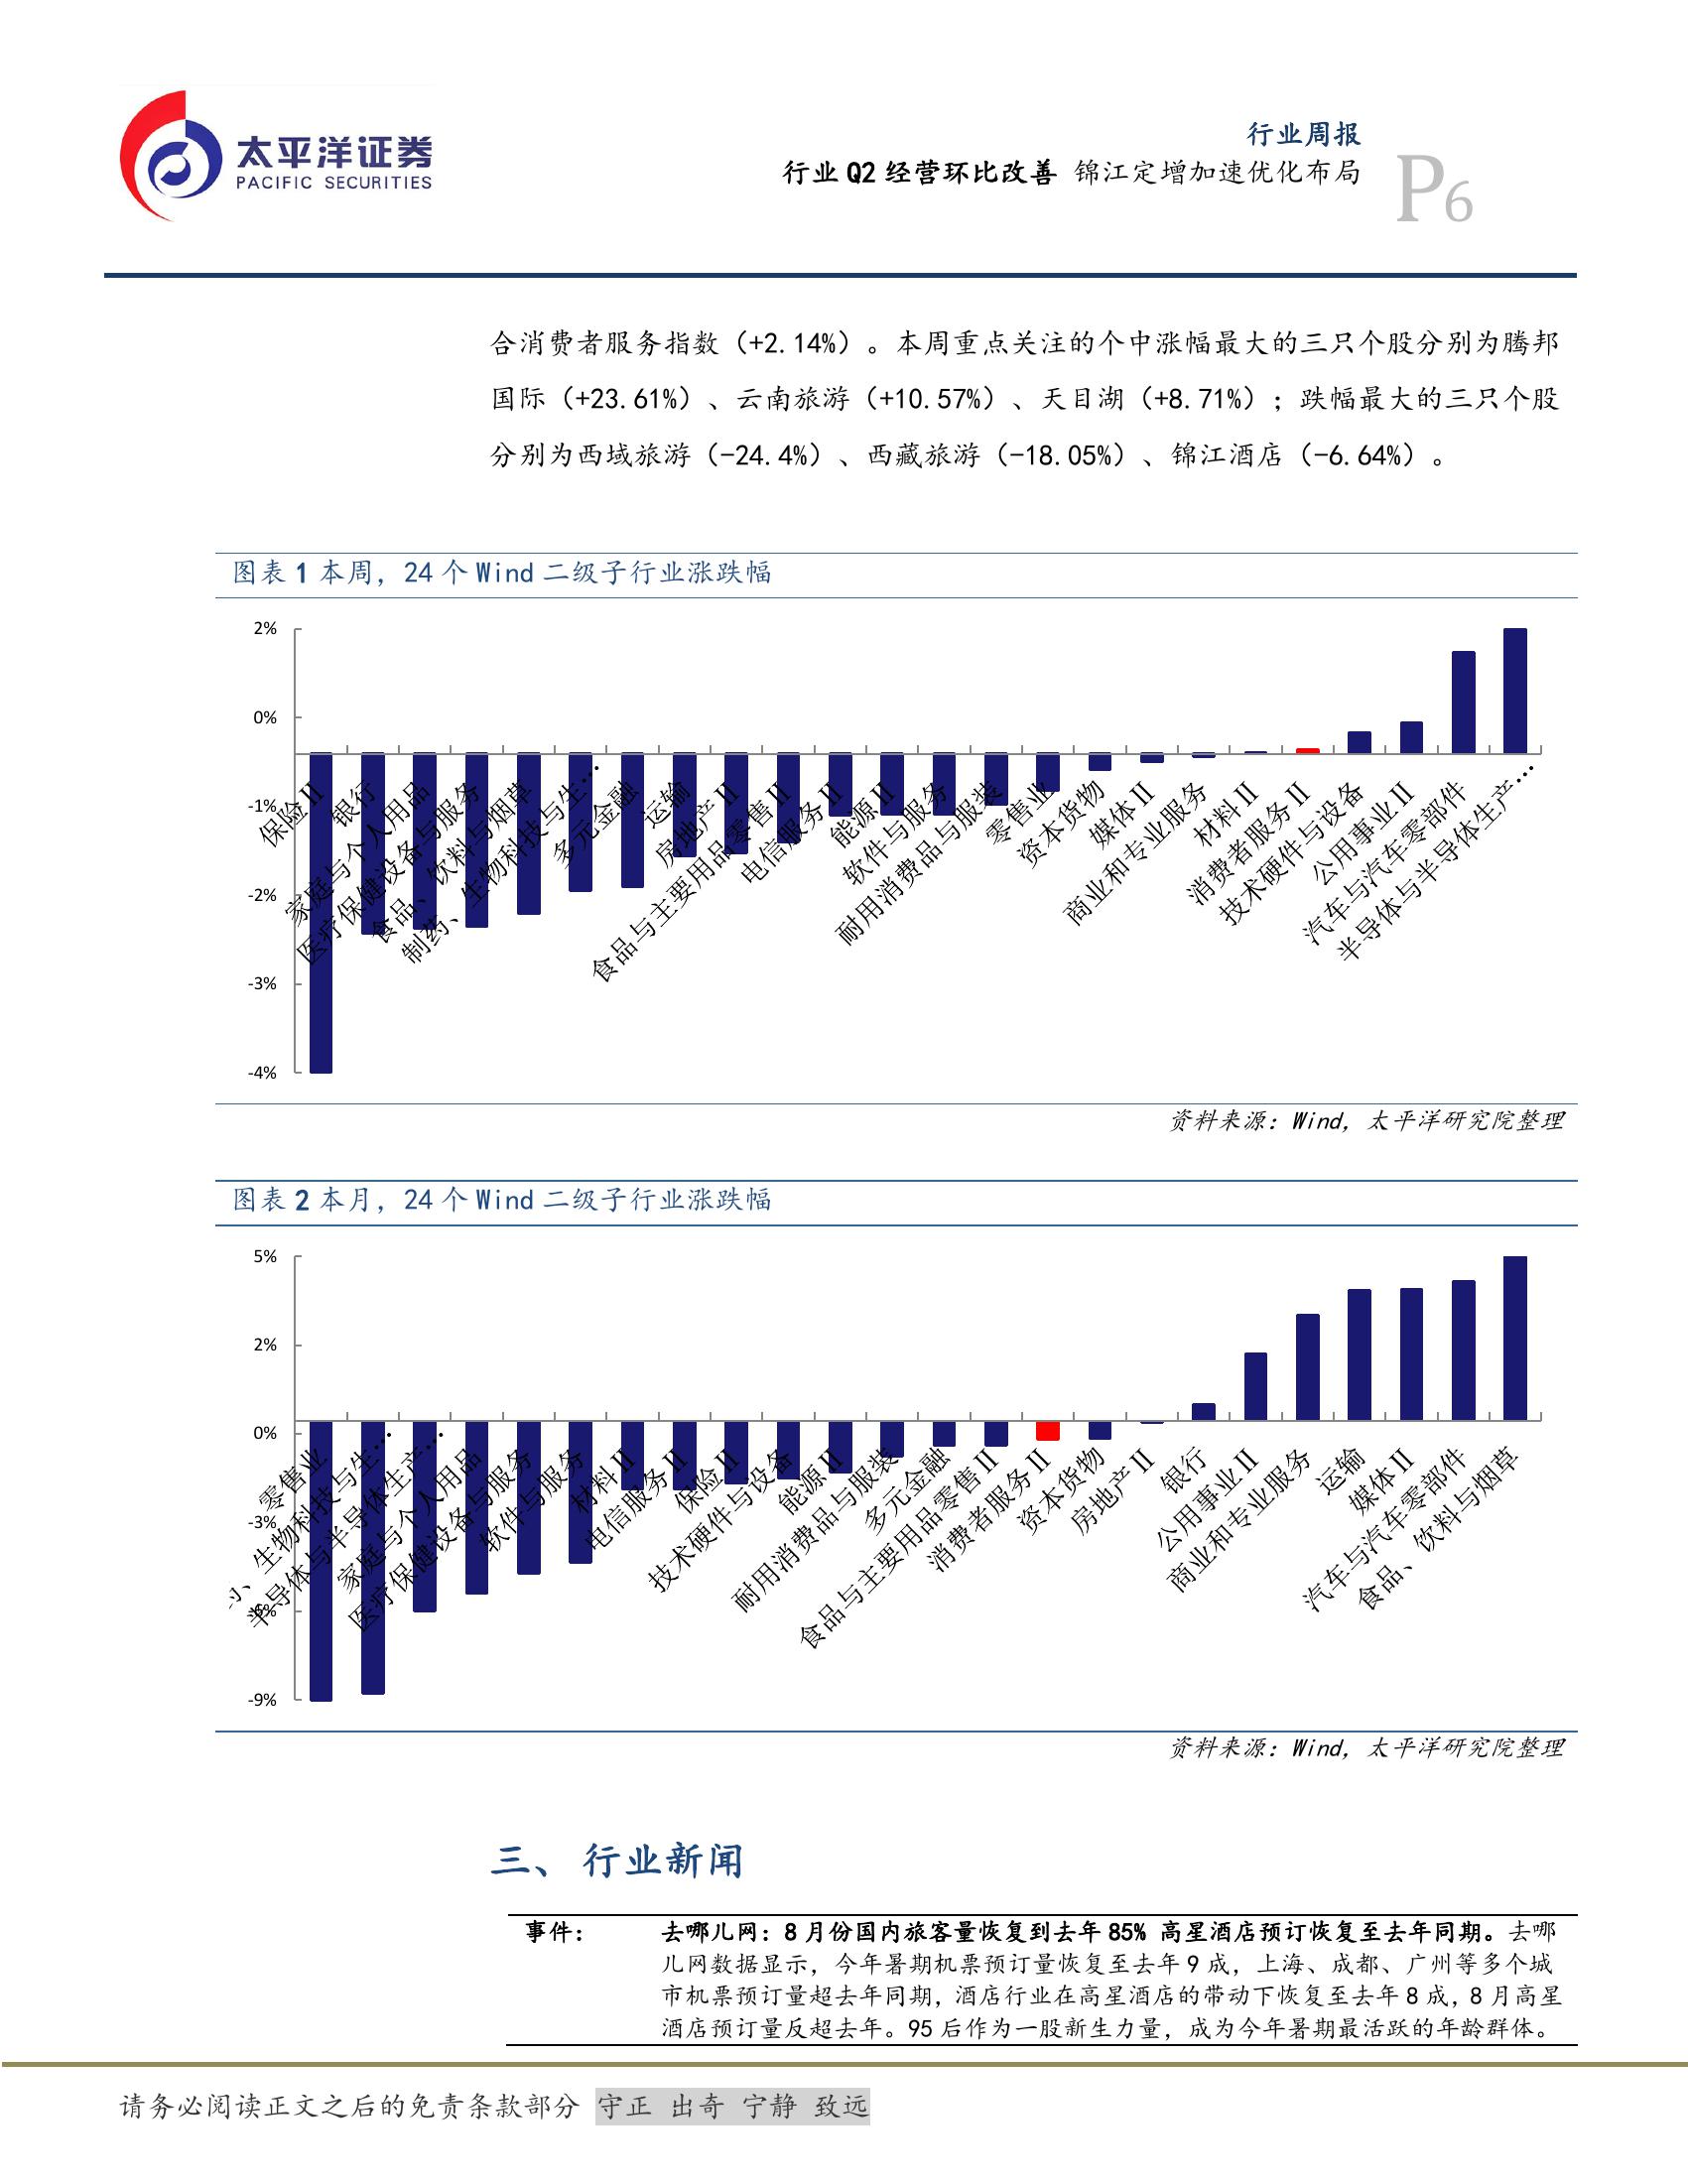 太平洋证券
PACIFIC SECURITIES
行业周报
行业 Q2 经营环比改善 锦江定增加速优化布局
P6
合消费者服务指数（+2.14%）。本周重点关注的个中涨幅最大的三只个股分别为腾邦
国际（+23.61%）、云南旅游（+10.57%）、天目湖（+8.71%）；跌幅最大的三只个股
分别为西域旅游（-24.4%）、西藏旅游（-18.05%）、锦江酒店（-6.64%）。
图表 1 本周，24 个 Wind 二级子行业涨跌幅
2%
0%
-1%
-2%
-3%
-4%
保险Ⅱ
银行
家庭与个人用品
医疗保健设备与服务
食品、饮料与烟草
制药、生物科技与生…
多元金融
运输
房地产Ⅱ
食品与主要用品零售Ⅱ
电信服务Ⅱ
能源Ⅱ
软件与服务
耐用消费品与服装
零售业
资本货物
媒体Ⅱ
商业和专业服务
材料Ⅱ
消费者服务Ⅱ
技术硬件与设备
公用事业Ⅱ
汽车与汽车零部件
半导体与半导体生产…
资料来源：Wind，太平洋研究院整理
图表 2 本月，24 个 Wind 二级子行业涨跌幅
5%
2%
0%
-3%
-6%
-9%
零售业
、生物科技与生…
半导体与半导体生产…
家庭与个人用品
医疗保健设备与服务
软件与服务
材料Ⅱ
电信服务Ⅱ
保险Ⅱ
技术硬件与设备
能源Ⅱ
耐用消费品与服装
多元金融
食品与主要用品零售Ⅱ
消费者服务Ⅱ
资本货物
房地产Ⅱ
银行
公用事业Ⅱ
商业和专业服务
运输
媒体Ⅱ
汽车与汽车零部件
食品、饮料与烟草
资料来源：Wind，太平洋研究院整理
三、 行业新闻
事件： 去哪儿网：8 月份国内旅客量恢复到去年 85% 高星酒店预订恢复至去年同期。去哪
儿网数据显示，今年暑期机票预订量恢复至去年 9 成，上海、成都、广州等多个城
市机票预订量超去年同期，酒店行业在高星酒店的带动下恢复至去年 8 成，8 月高星
酒店预订量反超去年。95 后作为一股新生力量，成为今年暑期最活跃的年龄群体。
请务必阅读正文之后的免责条款部分 守正 出奇 宁静 致远